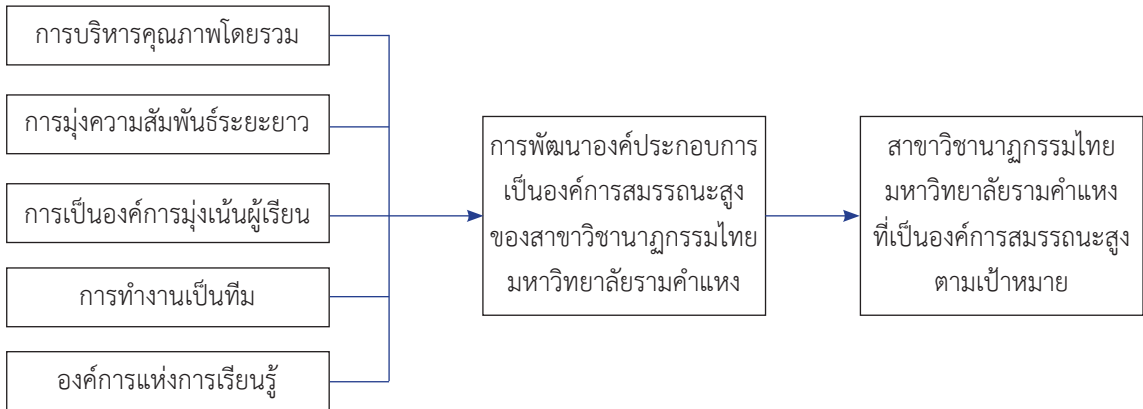 การบริหารคุณภาพโดยรวม
การมุ่งความสัมพันธ์ระยะยาว
การเป็นองค์การมุ่งเน้นผู้เรียน
การทำงานเป็นทีม
องค์การแห่งการเรียนรู้
การพัฒนาองค์ประกอบการ
เป็นองค์การสมรรถนะสูง
ของสาขาวิชานาฏกรรมไทย
มหาวิทยาลัยรามคำแหง
สาขาวิชานาฏกรรมไทย
มหาวิทยาลัยรามคำแหง
ที่เป็นองค์การสมรรถนะสูง
ตามเป้าหมาย